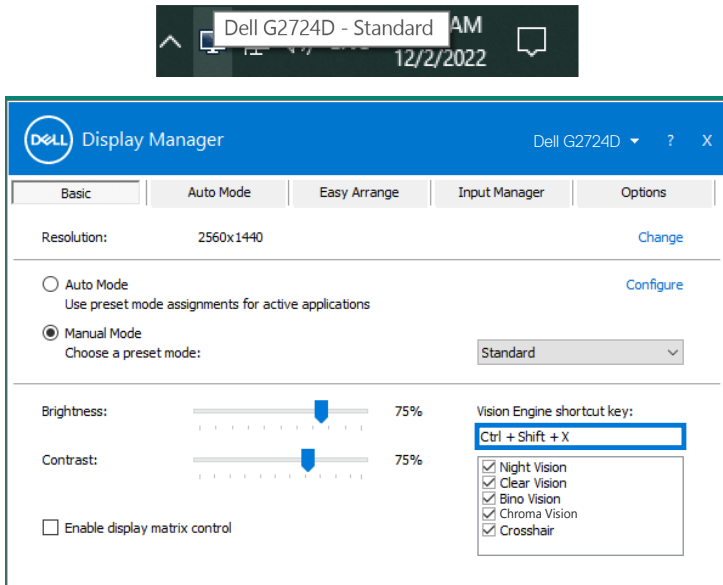 Dell G2724D - Standard
AM
12/2/2022
DELL Display Manager
Dell G2724D ? X
Basic Auto Mode Easy Arrange Input Manager Options
Resolution: 2560x1440 Change
Auto Mode Configure
Use preset mode assignments for active applications
Manual Mode
Choose a preset mode: Standard
Brightness: 75% Vision Engine shortcut key:
Ctrl + Shift + X
Contrast: 75%
Night Vision
Clear Vision
Bino Vision
Chroma Vision
Crosshair
Enable display matrix control